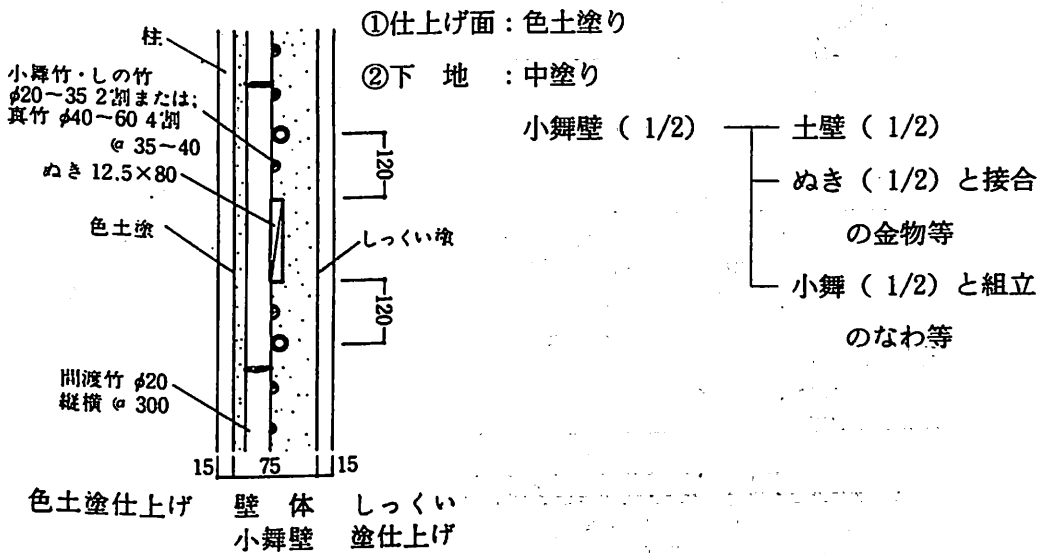 ①仕上げ面：色土塗り
②下　地　：中塗り
小舞壁（1/2）
土壁（1/2）
ぬき（1/2）と接合
の金物等
小舞（1/2）と組立
のなわ等
柱
小舞竹・しの竹
φ20〜35 2割または;
真竹 φ40〜60 4割
@ 35〜40
ぬき 12.5×80
色土塗
しっくい塗
120
120
間渡竹 φ20
縦横 @ 300
15 75 15
色土塗仕上げ　壁　体　しっくい
小舞壁　塗仕上げ